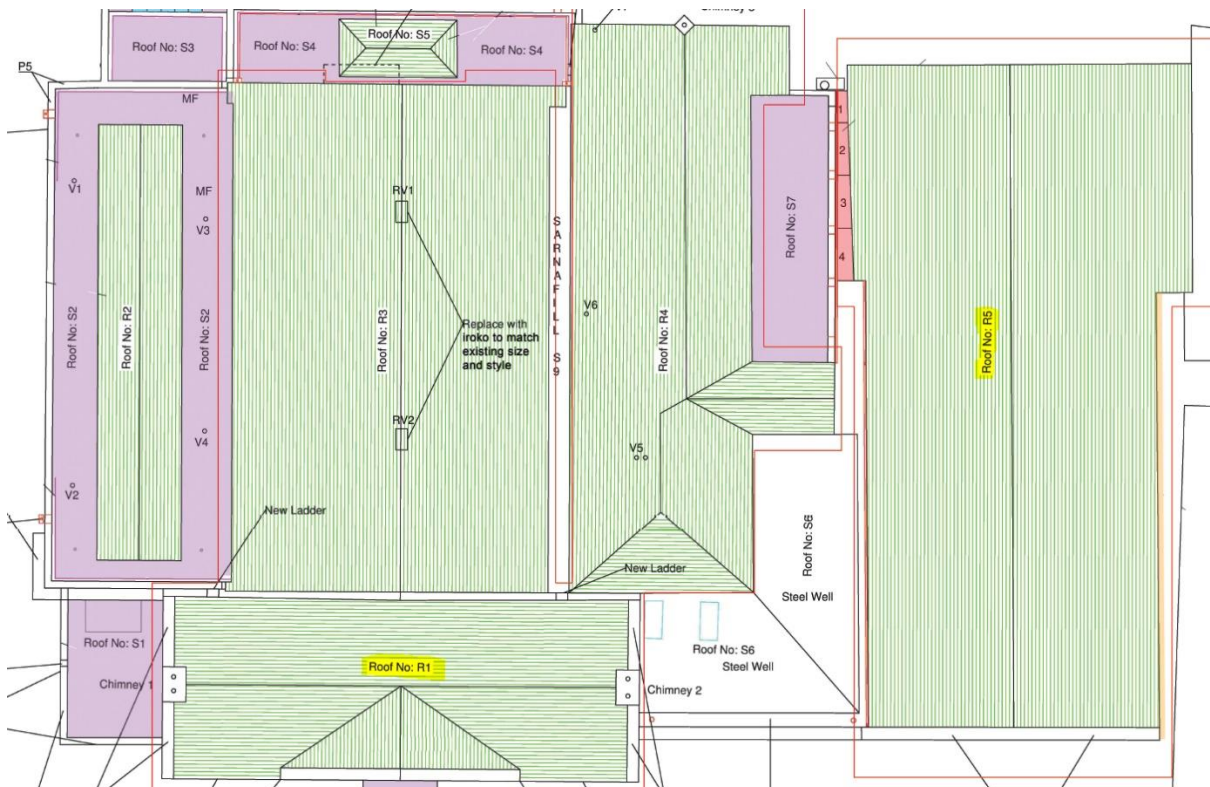 Roof No: S3
Roof No: S4
Roof No: S5
Roof No: S4
P5
MF
1
2
MF
V1
RV1
3
V3
Roof No: S7
4
SARNAFILL S9
V6
Roof No: S2
Roof No: R2
Roof No: S2
Roof No: R3
Replace with
iroko to match
existing size
and style
Roof No: R4
Roof No: R5
RV2
V4
V5
V2
New Ladder
Roof No: S6
New Ladder
Steel Well
Roof No: S1
Roof No: R1
Roof No: S6
Steel Well
Chimney 1
Chimney 2